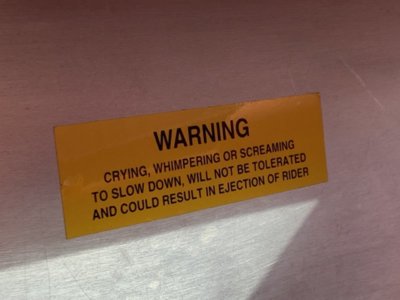 WARNING
CRYING, WHIMPERING OR SCREAMING
TO SLOW DOWN, WILL NOT BE TOLERATED
AND COULD RESULT IN EJECTION OF RIDER